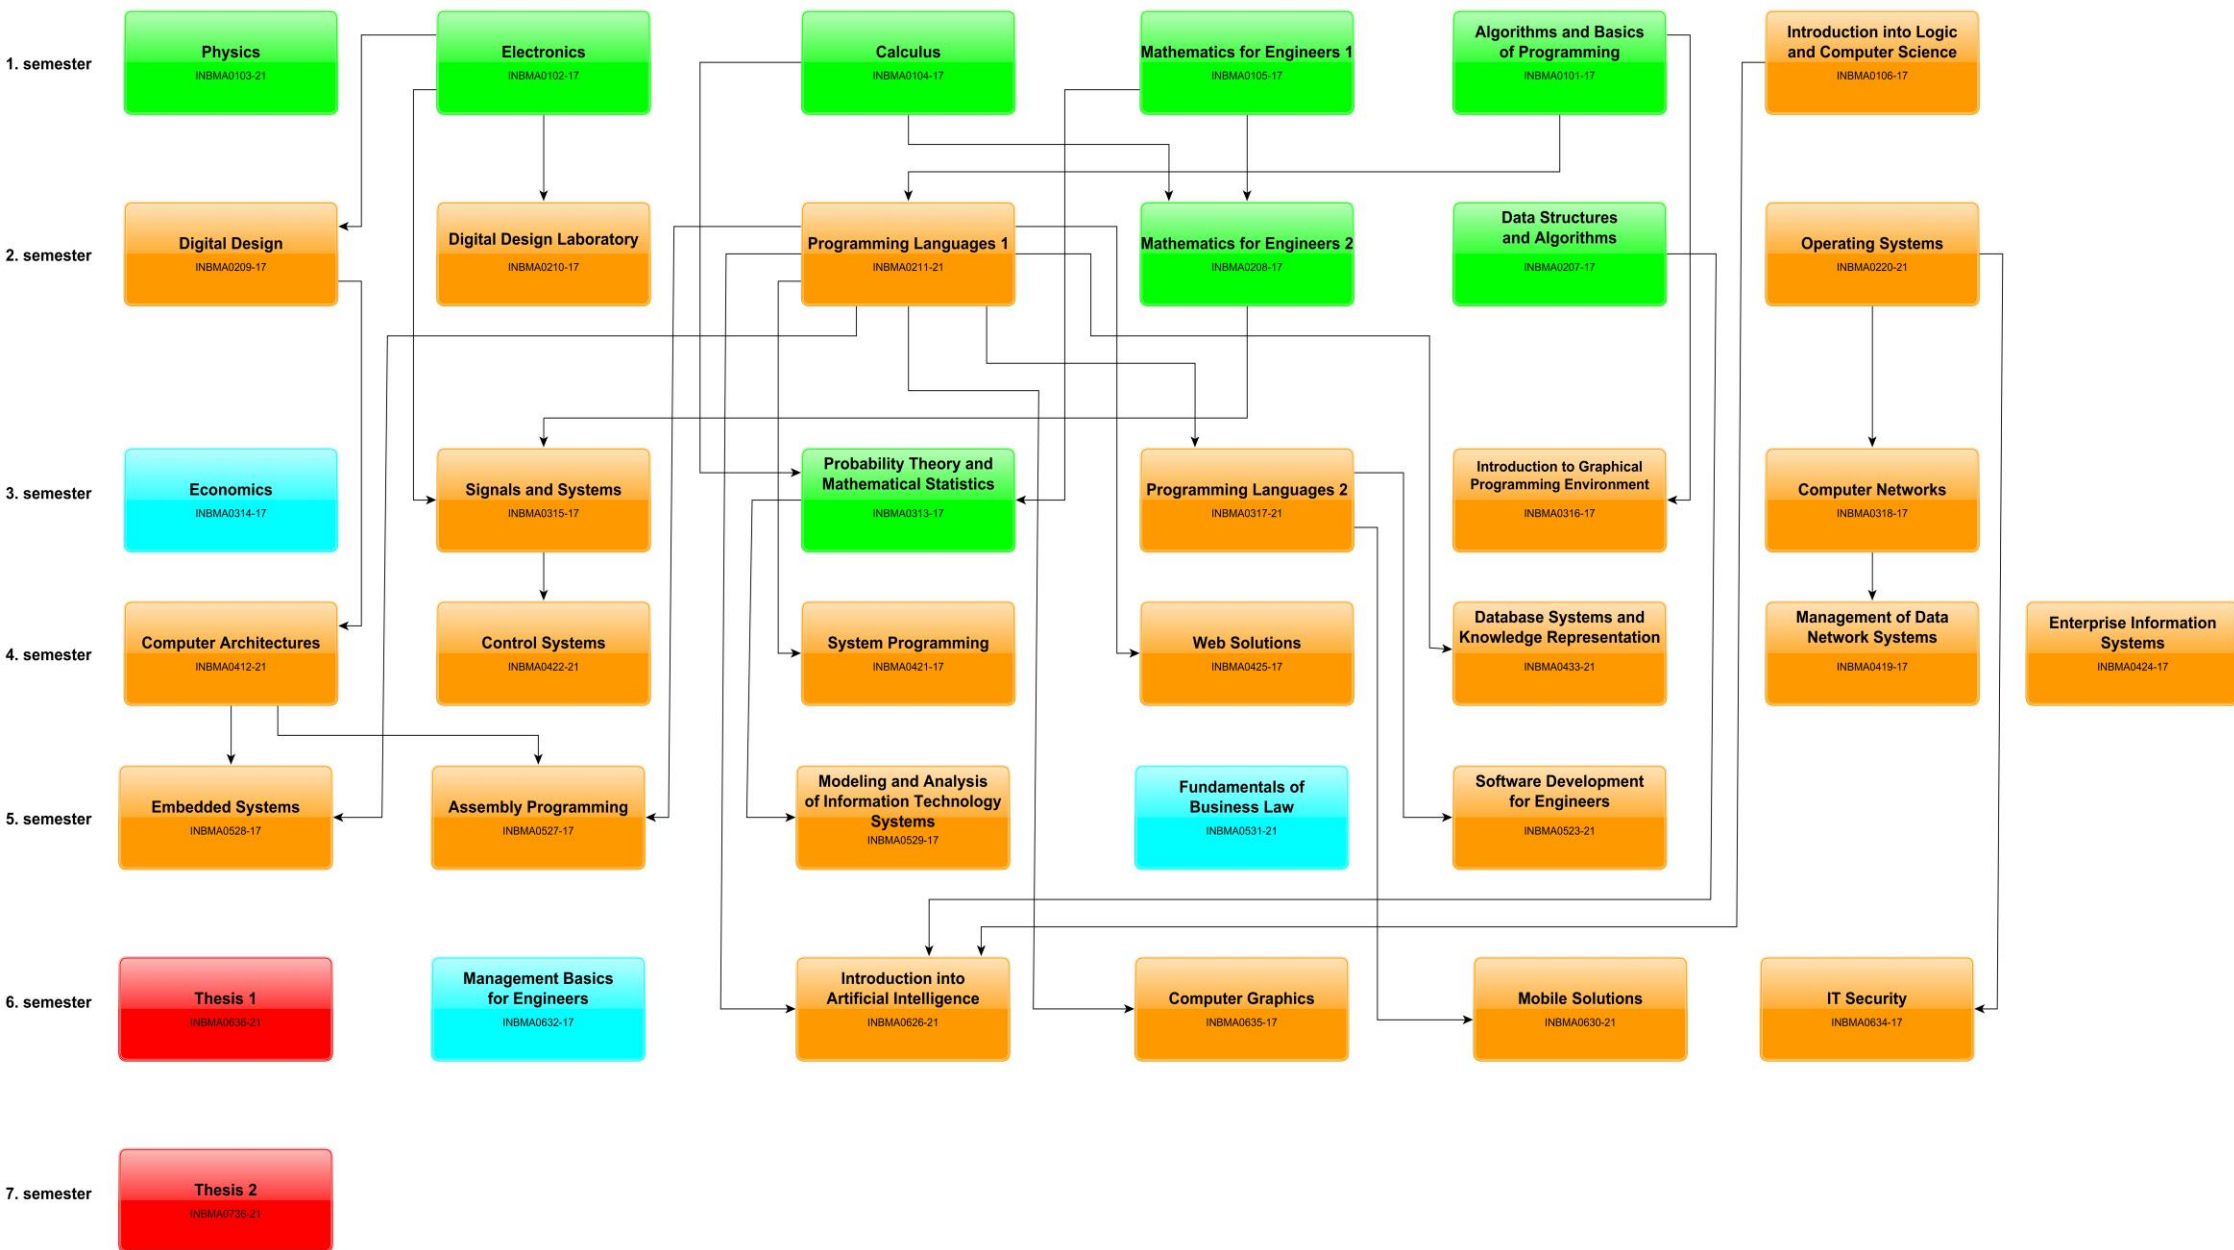 1. semester
Physics
INBMA0103-21
Electronics
INBMA0102-17
Calculus
INBMA0104-17
Mathematics for Engineers 1
INBMA0105-17
Algorithms and Basics
of Programming
INBMA0101-17
Introduction into Logic
and Computer Science
INBMA0106-17
2. semester
Digital Design
INBMA0209-17
Digital Design Laboratory
INBMA0210-17
Programming Languages 1
INBMA0211-21
Mathematics for Engineers 2
INBMA0208-17
Data Structures
and Algorithms
INBMA0207-17
Operating Systems
INBMA0220-21
3. semester
Economics
INBMA0314-17
Signals and Systems
INBMA0315-17
Probability Theory and
Mathematical Statistics
INBMA0313-17
Programming Languages 2
INBMA0317-21
Introduction to Graphical
Programming Environment
INBMA0316-17
Computer Networks
INBMA0318-17
4. semester
Computer Architectures
INBMA0412-21
Control Systems
INBMA0422-21
System Programming
INBMA0421-17
Web Solutions
INBMA0425-17
Database Systems and
Knowledge Representation
INBMA0433-21
Management of Data
Network Systems
INBMA0419-17
Enterprise Information
Systems
INBMA0424-17
5. semester
Embedded Systems
INBMA0528-17
Assembly Programming
INBMA0527-17
Modeling and Analysis
of Information Technology
Systems
INBMA0529-17
Fundamentals of
Business Law
INBMA0531-21
Software Development
for Engineers
INBMA0523-21
6. semester
Thesis 1
INBMA0636-21
Management Basics
for Engineers
INBMA0632-17
Introduction into
Artificial Intelligence
INBMA0626-21
Computer Graphics
INBMA0635-17
Mobile Solutions
INBMA0630-21
IT Security
INBMA0634-17
7. semester
Thesis 2
INBMA0736-21